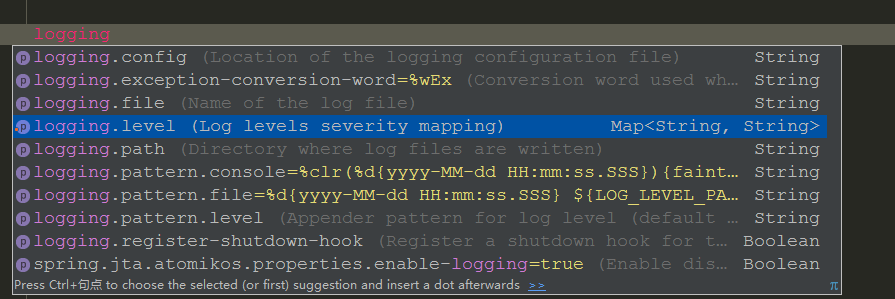 logging
logging.config (Location of the logging configuration file) String
logging.exception-conversion-word=%wEx (Conversion word used wh… String
logging.file (Name of the log file) String
logging.level (Log levels severity mapping) Map<String, String>
logging.path (Directory where log files are written) String
logging.pattern.console=%clr(%d{yyyy-MM-dd HH:mm:ss.SSS}){faint… String
logging.pattern.file=%d{yyyy-MM-dd HH:mm:ss.SSS} ${LOG_LEVEL_PA… String
logging.pattern.level (Appender pattern for log level (default … String
logging.register-shutdown-hook (Register a shutdown hook for t… Boolean
spring.jta.atomikos.properties.enable-logging=true (Enable dis… Boolean
Press Ctrl+句点 to choose the selected (or first) suggestion and insert a dot afterwards >> π